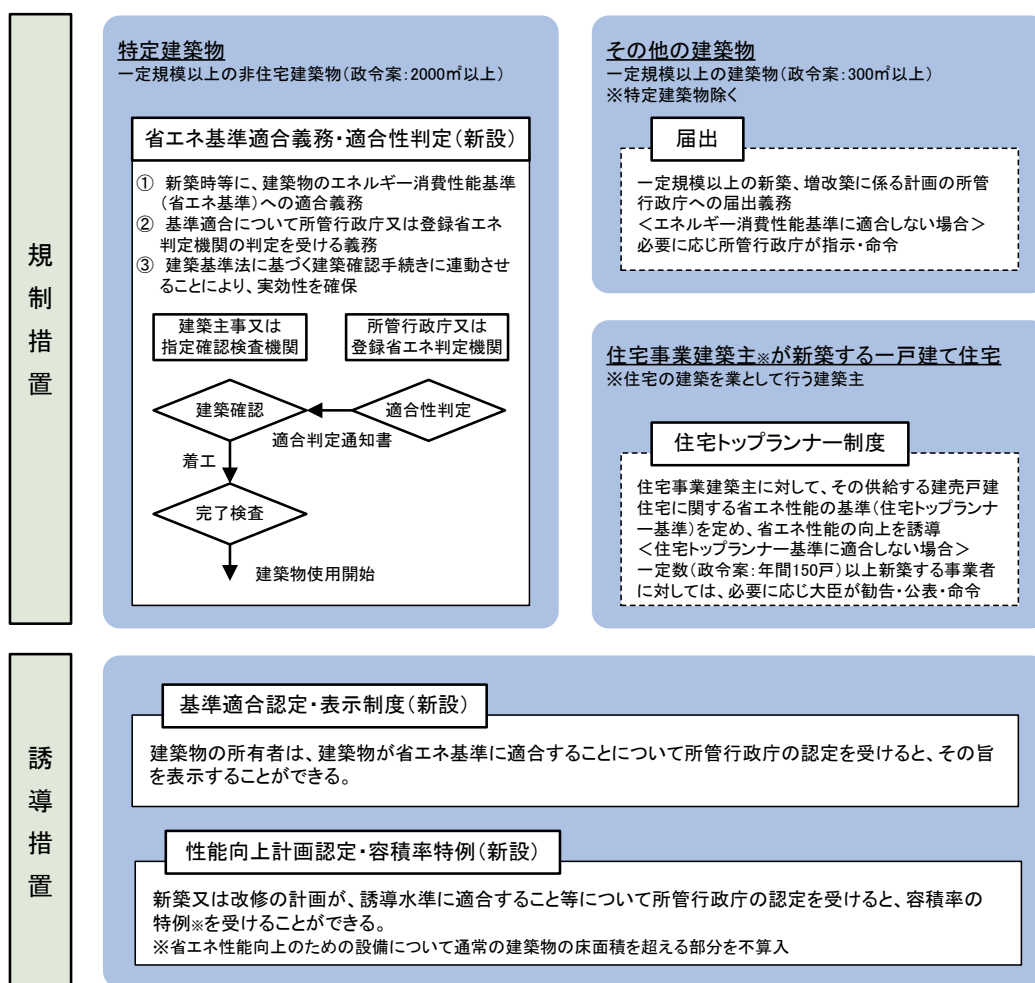 規制措置
特定建築物
一定規模以上の非住宅建築物(政令案:2000㎡以上)
省エネ基準適合義務・適合性判定(新設)
① 新築時等に、建築物のエネルギー消費性能基準
(省エネ基準)への適合義務
② 基準適合について所管行政庁又は登録省エネ
判定機関の判定を受ける義務
③ 建築基準法に基づく建築確認手続きに連動させ
ることにより、実効性を確保
建築主事又は
指定確認検査機関
所管行政庁又は
登録省エネ判定機関
建築確認
適合性判定
適合判定通知書
着工
完了検査
建築物使用開始
その他の建築物
一定規模以上の建築物(政令案:300㎡以上)
※特定建築物除く
届出
一定規模以上の新築、増改築に係る計画の所管
行政庁への届出義務
<エネルギー消費性能基準に適合しない場合>
必要に応じ所管行政庁が指示・命令
住宅事業建築主※が新築する一戸建て住宅
※住宅の建築を業として行う建築主
住宅トップランナー制度
住宅事業建築主に対して、その供給する建売戸建
住宅に関する省エネ性能の基準(住宅トップランナ
ー基準)を定め、省エネ性能の向上を誘導
<住宅トップランナー基準に適合しない場合>
一定数(政令案:年間150戸)以上新築する事業者
に対しては、必要に応じ大臣が勧告・公表・命令
誘導措置
基準適合認定・表示制度(新設)
建築物の所有者は、建築物が省エネ基準に適合することについて所管行政庁の認定を受けると、その旨
を表示することができる。
性能向上計画認定・容積率特例(新設)
新築又は改修の計画が、誘導水準に適合すること等について所管行政庁の認定を受けると、容積率の
特例※を受けることができる。
※省エネ性能向上のための設備について通常の建築物の床面積を超える部分を不算入